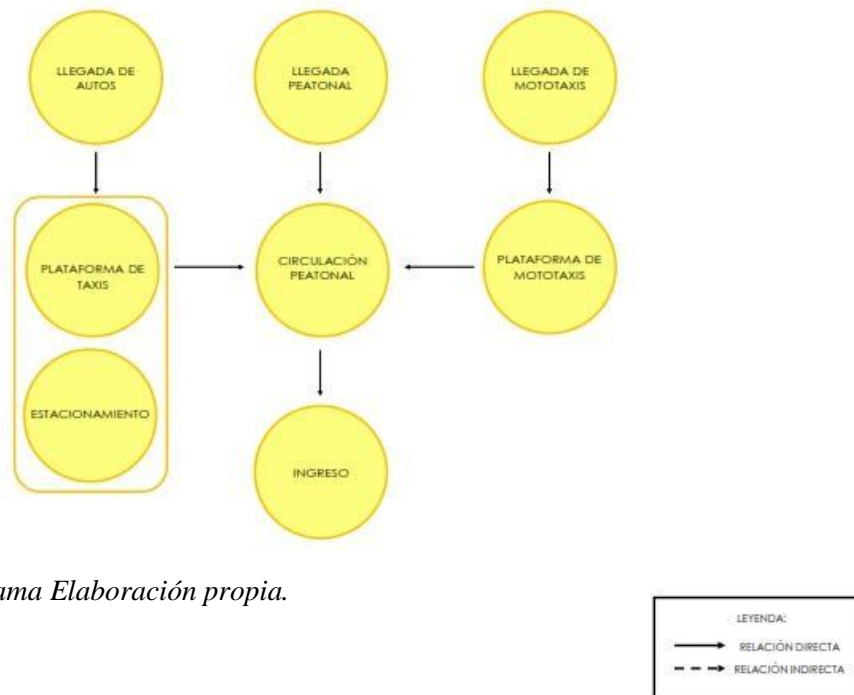 LLEGADA DE
AUTOS
LLEGADA
PEATONAL
LLEGADA DE
MOTOTAXIS
PLATAFORMA DE
TAXIS
CIRCULACIÓN
PEATONAL
PLATAFORMA DE
MOTOTAXIS
ESTACIONAMIENTO
INGRESO
ama Elaboración propia.
LEYENDA:
RELACIÓN DIRECTA
RELACIÓN INDIRECTA